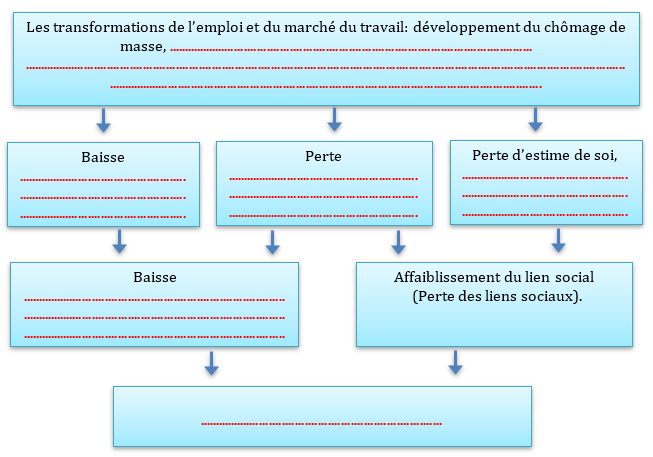 Les transformations de l'emploi et du marché du travail: développement du chômage de
masse, ................................................................
................................................................
................................................................
Baisse
................................
................................
................................
Perte
................................
................................
................................
Perte d'estime de soi,
................................
................................
................................
Baisse
................................
................................
................................
Affaiblissement du lien social
(Perte des liens sociaux).
................................